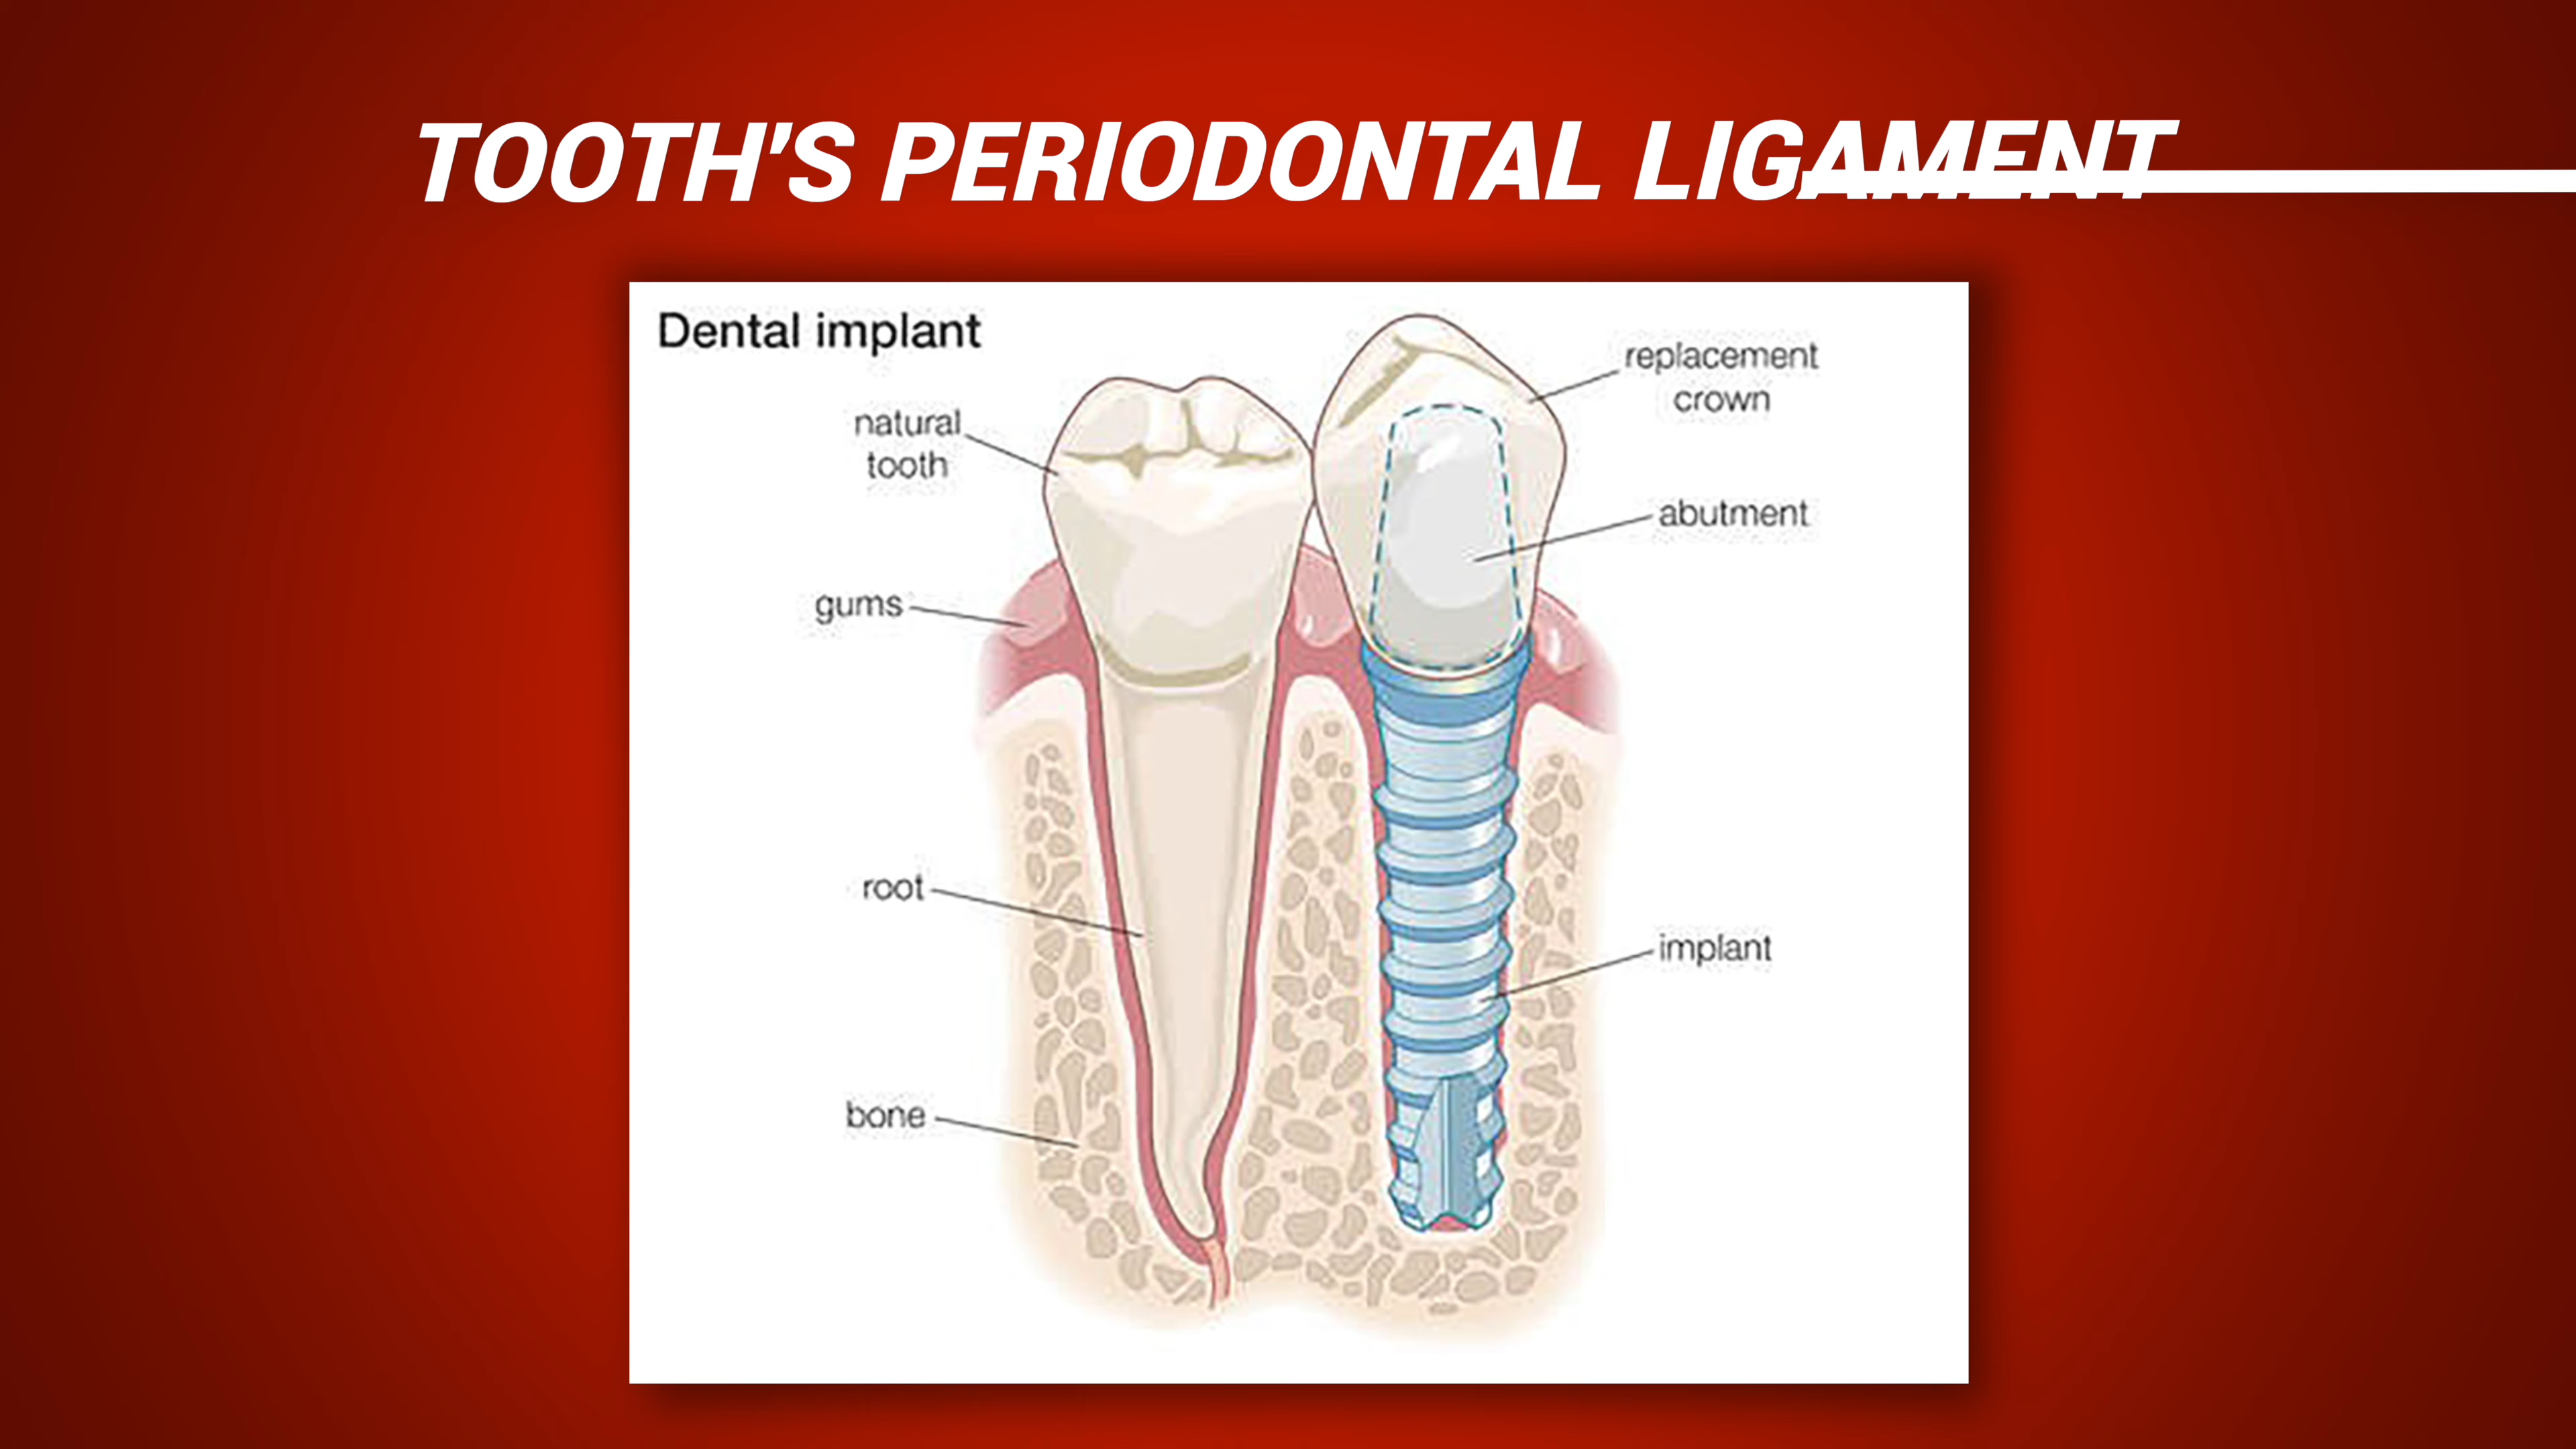 TOOTH'S PERIODONTAL LIGAMENT
Dental implant
natural
tooth
gums
root
bone
replacement
crown
abutment
implant